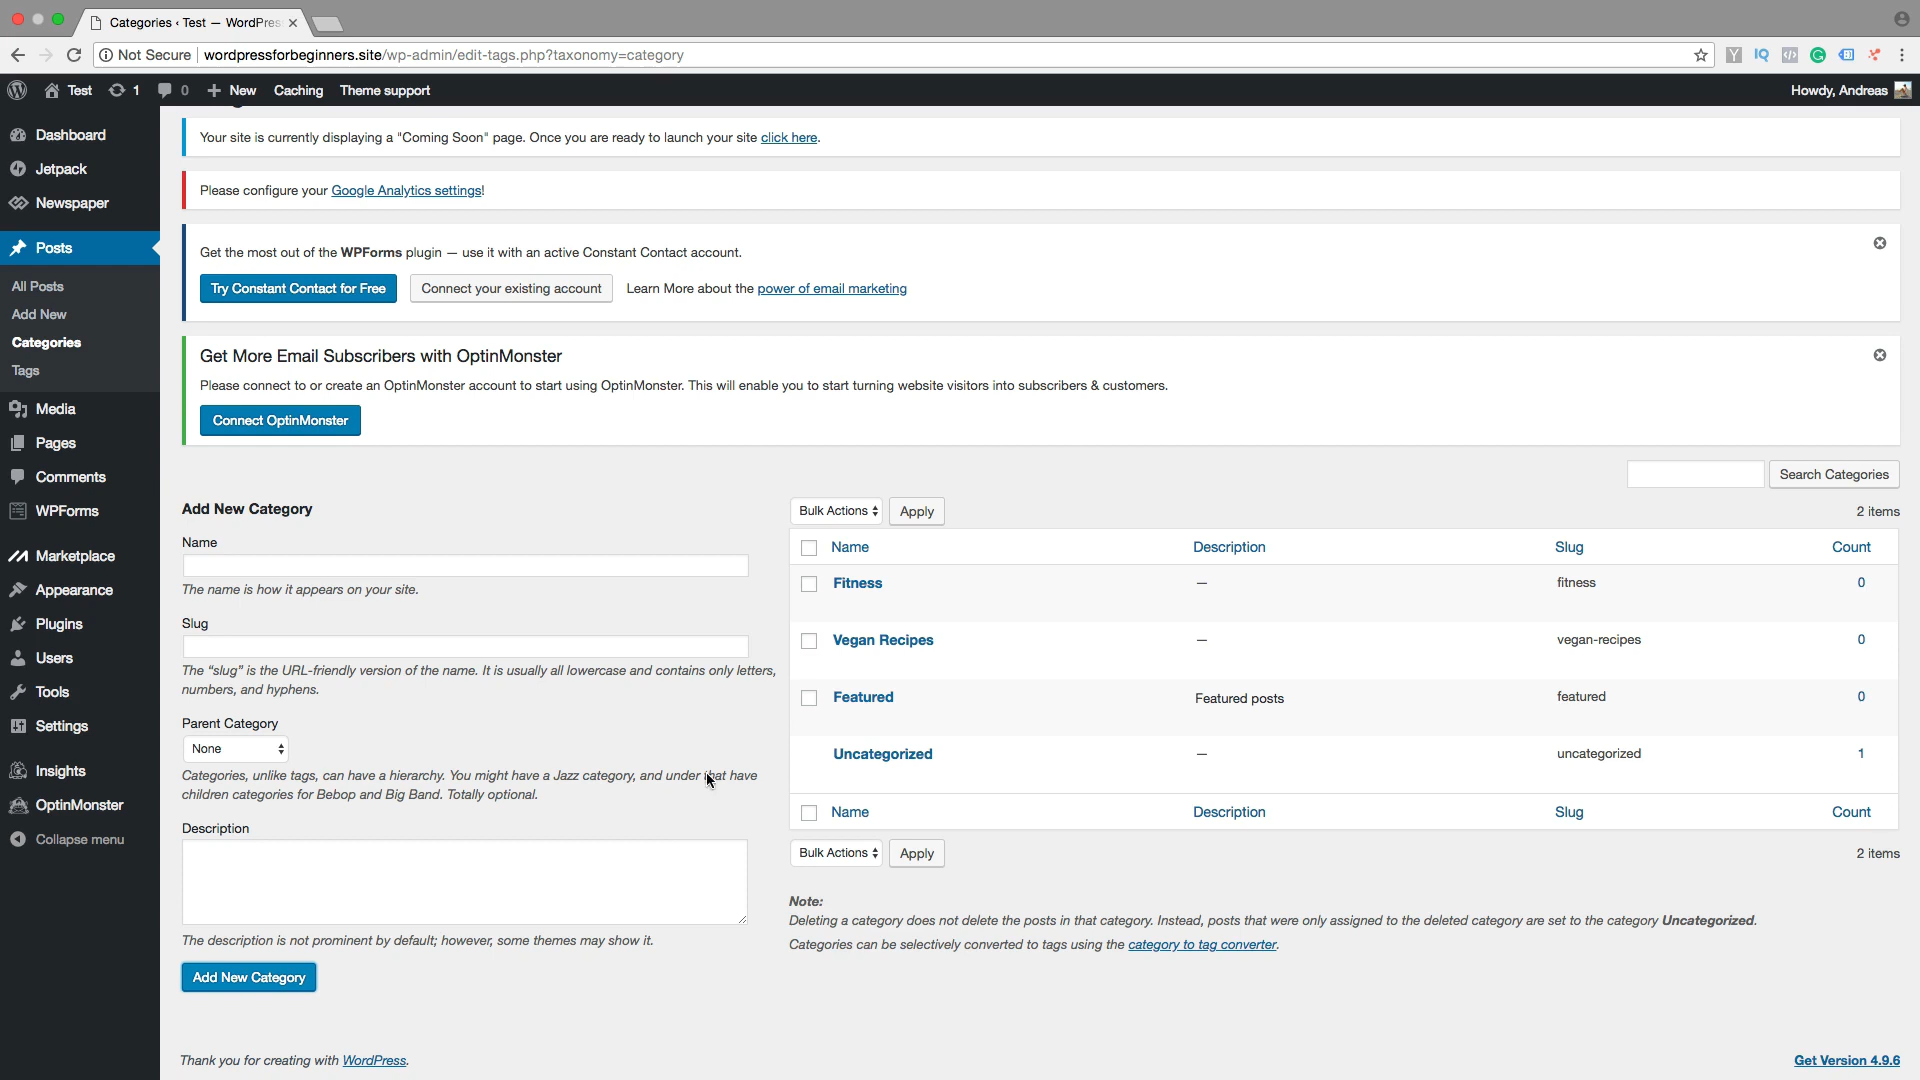 Categories ‹ Test — WordPres
Not Secure
wordpressforbeginners.site/wp-admin/edit-tags.php?taxonomy=category
Test
1
0
New
Caching
Theme support
Howdy, Andreas
Dashboard
Jetpack
Newspaper
Posts
All Posts
Add New
Categories
Tags
Media
Pages
Comments
WPForms
Marketplace
Appearance
Plugins
Users
Tools
Settings
Insights
OptinMonster
Collapse menu
Your site is currently displaying a "Coming Soon" page. Once you are ready to launch your site click here.
Please configure your Google Analytics settings!
Get the most out of the WPForms plugin — use it with an active Constant Contact account.
Try Constant Contact for Free
Connect your existing account
Learn More about the power of email marketing
Get More Email Subscribers with OptinMonster
Please connect to or create an OptinMonster account to start using OptinMonster. This will enable you to start turning website visitors into subscribers & customers.
Connect OptinMonster
Search Categories
Add New Category
Name
The name is how it appears on your site.
Slug
The “slug” is the URL-friendly version of the name. It is usually all lowercase and contains only letters,
numbers, and hyphens.
Parent Category
None
Categories, unlike tags, can have a hierarchy. You might have a Jazz category, and under that have
children categories for Bebop and Big Band. Totally optional.
Description
The description is not prominent by default; however, some themes may show it.
Add New Category
Bulk Actions
Apply
2 items
Name Description Slug Count
Fitness — fitness 0
Vegan Recipes — vegan-recipes 0
Featured Featured posts featured 0
Uncategorized — uncategorized 1
Name Description Slug Count
Bulk Actions
Apply
2 items
Note:
Deleting a category does not delete the posts in that category. Instead, posts that were only assigned to the deleted category are set to the category Uncategorized.
Categories can be selectively converted to tags using the category to tag converter.
Thank you for creating with WordPress.
Get Version 4.9.6